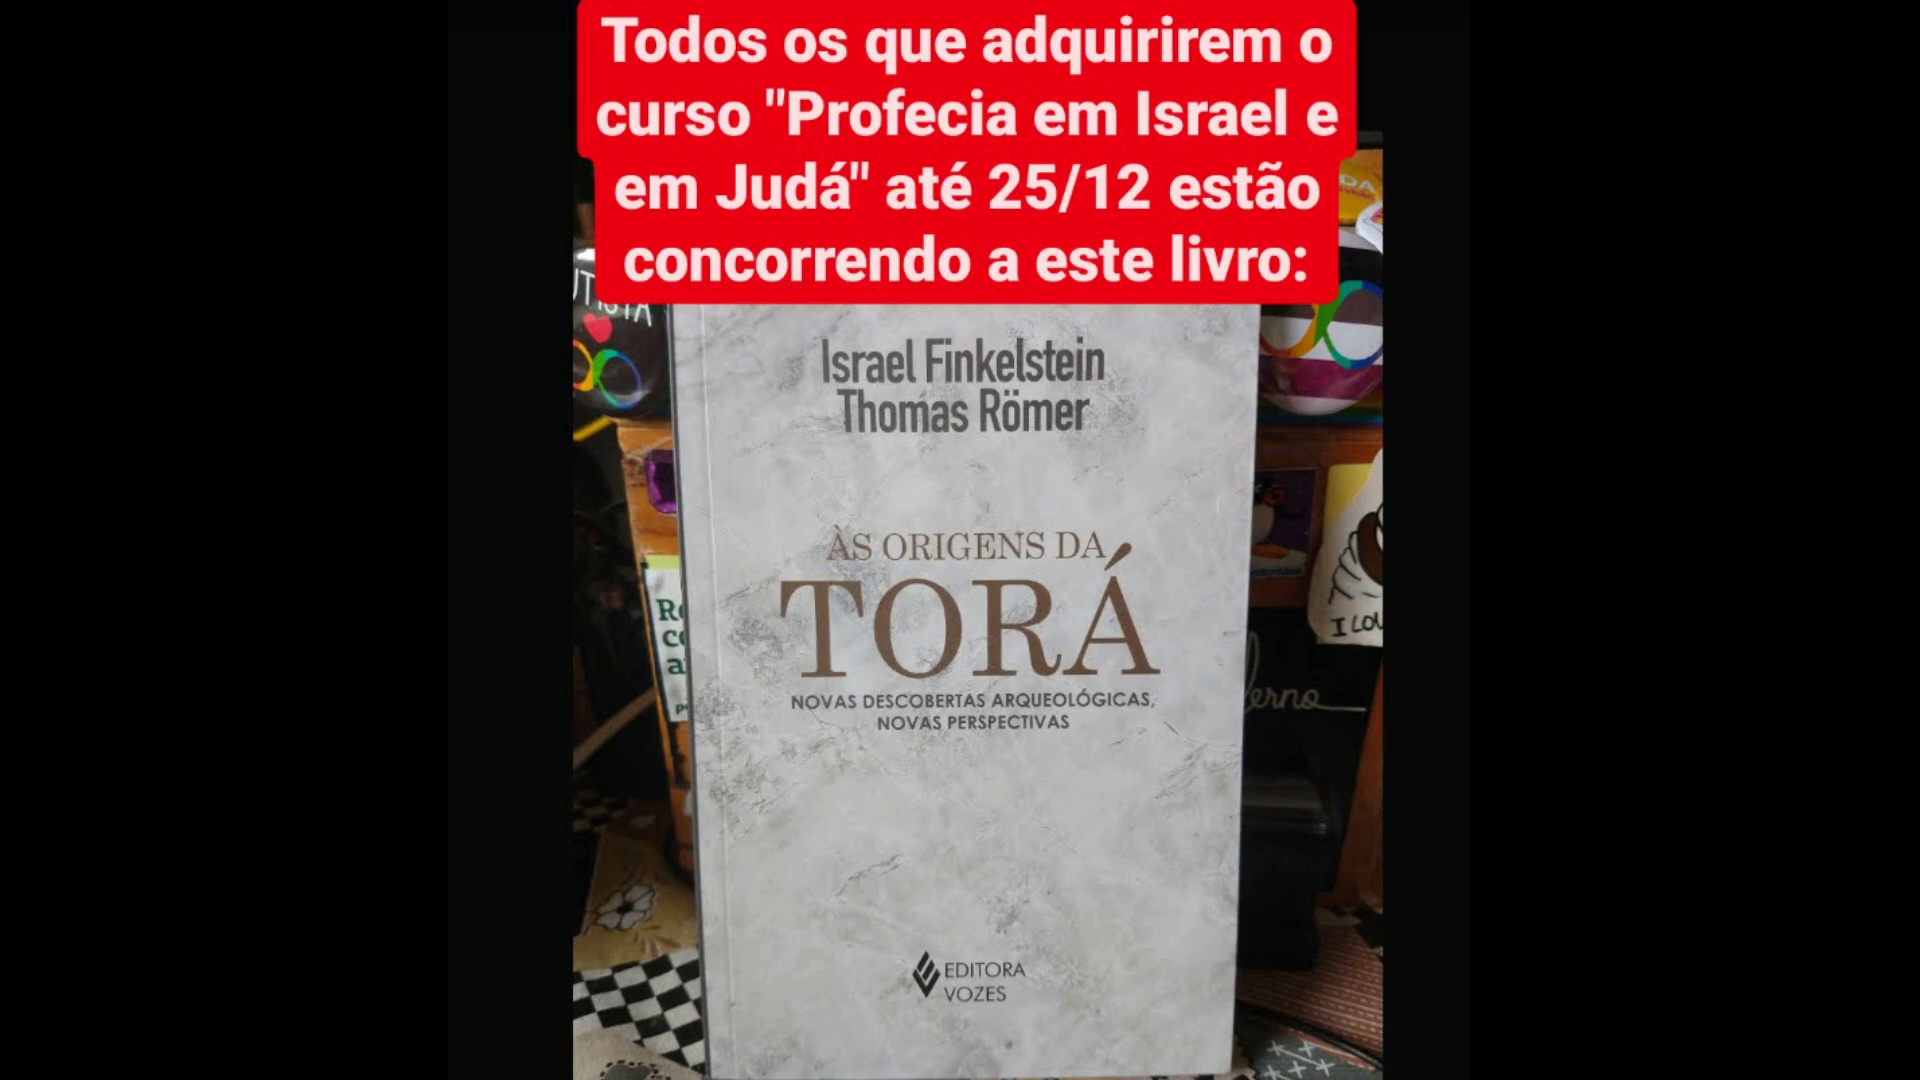 Todos os que adquirirem o
curso "Profecia em Israel e
em Judá" até 25/12 estão
concorrendo a este livro:
Israel Finkelstein
Thomas Römer
ÀS ORIGENS DA
TORÁ
NOVAS DESCOBERTAS ARQUEOLÓGICAS,
NOVAS PERSPECTIVAS
EDITORA
VOZES
I